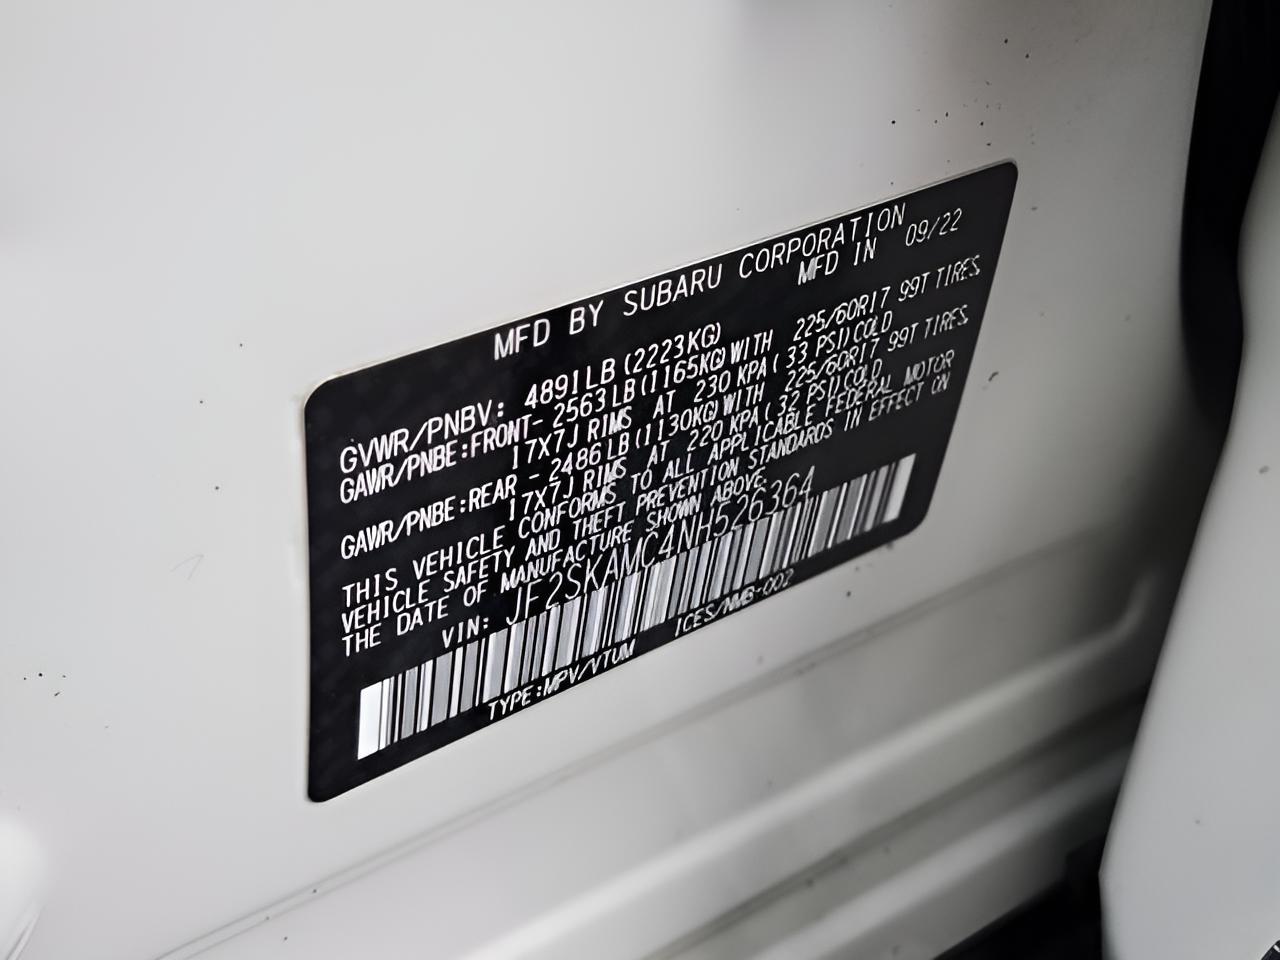 MFD BY SUBARU CORPORATION
MFD IN 09/22
GVWR/PNBV: 4891LB (2223KG)
GAWR/PNBE:FRONT- 2563LB(1165KG)WITH 225/60R17 99T TIRES,
17X7J RIMS AT 230 KPA( 33 PSI)COLD
GAWR/PNBE:REAR - 2486LB(1130KG)WITH 225/60R17 99T TIRES,
17X7J RIMS AT 220 KPA( 32 PSI)COLD
THIS VEHICLE CONFORMS TO ALL APPLICABLE FEDERAL MOTOR
VEHICLE SAFETY AND THEFT PREVENTION STANDARDS IN EFFECT ON
THE DATE OF MANUFACTURE SHOWN ABOVE.
VIN: JF2SKAMC4NH526364
TYPE:MPV/VTUM ICES/NMB-002